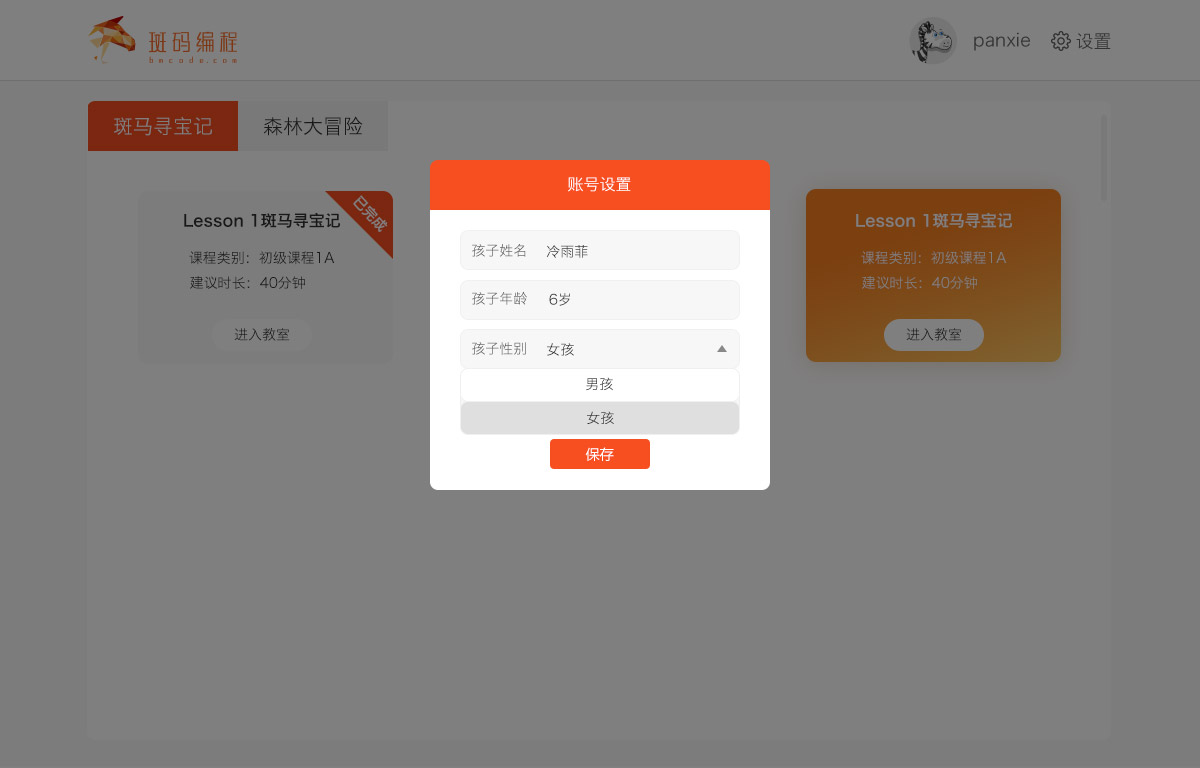 斑码编程
bmcode.com
panxie
设置
斑马寻宝记
森林大冒险
Lesson 1斑马寻宝记
已完成
课程类别：初级课程1A
建议时长：40分钟
进入教室
账号设置
孩子姓名 冷雨菲
孩子年龄 6岁
孩子性别 女孩
男孩
女孩
保存
Lesson 1斑马寻宝记
课程类别：初级课程1A
建议时长：40分钟
进入教室